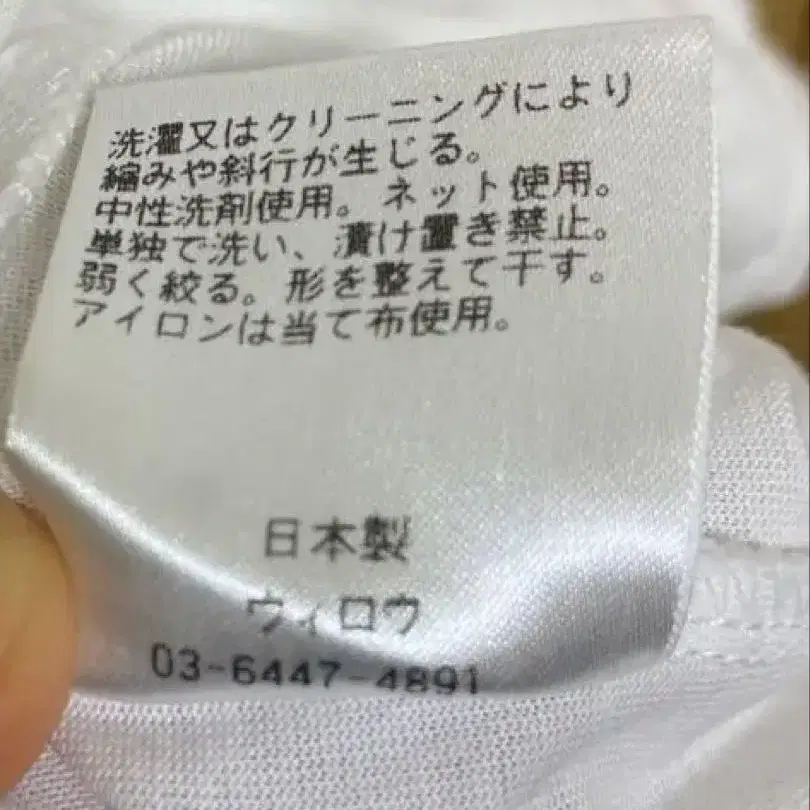 洗濯又はクリーニングにより
縮みや斜行が生じる。
中性洗剤使用。ネット使用。
単独で洗い、漬け置き禁止。
弱く絞る。形を整えて干す。
アイロンは当て布使用。
日本製
ウィロウ
03-6447-4891